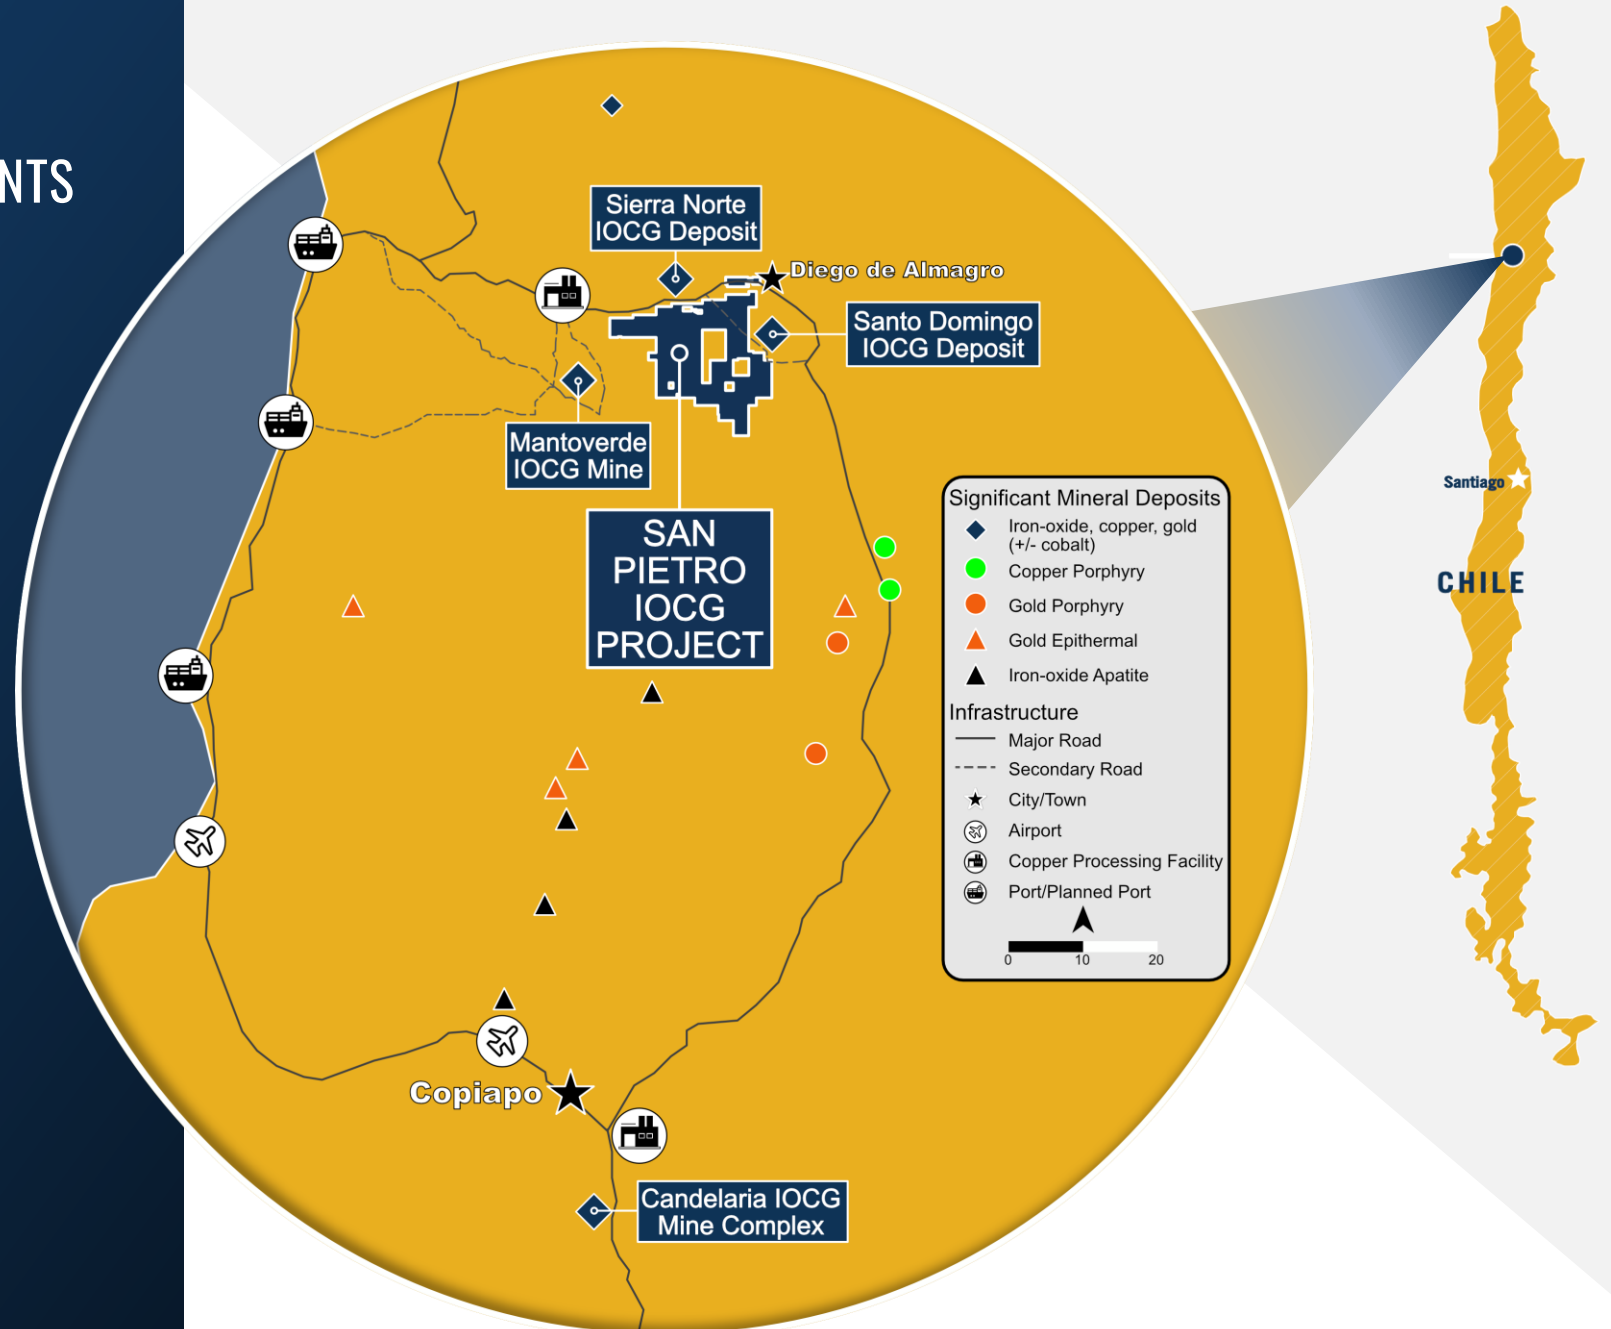 NTS
Sierra Norte
IOCG Deposit
Diego de Almagro
Santo Domingo
IOCG Deposit
Mantoverde
IOCG Mine
SAN
PIETRO
IOCG
PROJECT
Significant Mineral Deposits
Iron-oxide, copper, gold
(+/- cobalt)
Copper Porphyry
Gold Porphyry
Gold Epithermal
Iron-oxide Apatite
Infrastructure
Major Road
Secondary Road
City/Town
Airport
Copper Processing Facility
Port/Planned Port
0 10 20
Copiapo
Candelaria IOCG
Mine Complex
Santiago
CHILE